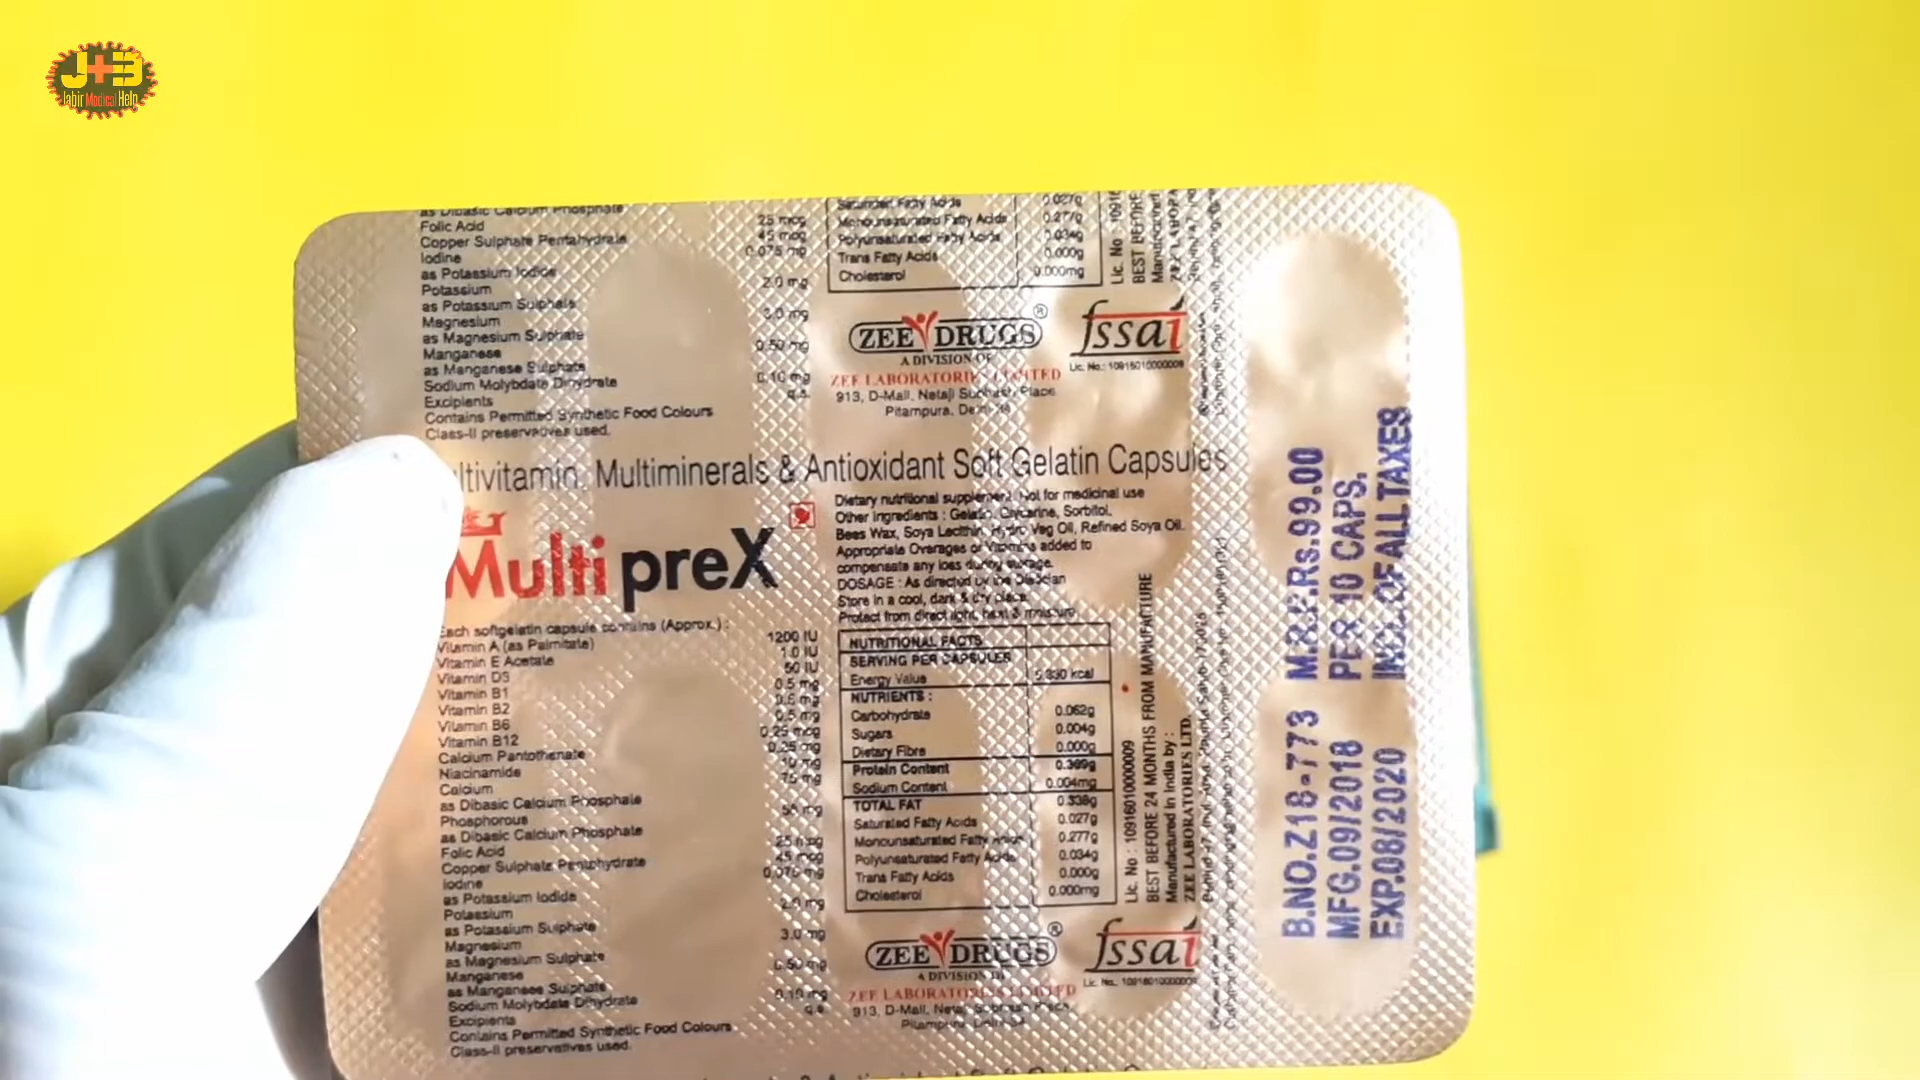 J+B
Jabir Medical Help
as Dibasic Calcium Phosphate
Folic Acid
Copper Sulphate Pentahydrate
Iodine
as Potassium Iodide
Potassium
as Potassium Sulphate
Magnesium
as Magnesium Sulphate
Manganese
as Manganese Sulphate
Sodium Molybdate Dihydrate
Excipients
Contains Permitted Synthetic Food Colours
Class-II preservatives used.
25 mcg
45 mcg
0.075 mg
2.0 mg
3.0 mg
0.50 mg
0.10 mg
q.s.
Saturated Fatty Acids 0.027g
Monounsaturated Fatty Acids 0.277g
Polyunsaturated Fatty Acids 0.034g
Trans Fatty Acids 0.000g
Cholesterol 0.000mg
Lic. No : 10916
BEST BEFORE
Manufactured
ZEE DRUGS®
A DIVISION OF
ZEE LABORATORIES LIMITED
913, D-Mall, Netaji Subhash Place
Pitampura,
fssai
Lic. No.:
ltivitamin, Multiminerals & Antioxidant Soft Gelatin Capsules
Multi preX
Dietary nutritional supplement. Not for medicinal use
Other Ingredients : Gelatin, Glycerine, Sorbitol,
Bees Wax, Soya Lecithin, Hydro Veg Oil, Refined Soya Oil.
Appropriate Overages of Vitamins added to
compensate any loss during storage.
DOSAGE : As directed by the Dietician
Store in a cool, dark & dry place.
Protect from direct light, heat & moisture
Each softgelatin capsule contains (Approx.) :
Vitamin A (as Palmitate) 1200 IU
Vitamin E Acetate 1.0 IU
Vitamin D3 50 IU
Vitamin B1 0.5 mg
Vitamin B2 0.6 mg
Vitamin B6 0.5 mg
Vitamin B12 0.25 mcg
Calcium Pantothenate 0.25 mg
Niacinamide 10 mg
Calcium 75 mg
as Dibasic Calcium Phosphate
Phosphorous 58 mg
as Dibasic Calcium Phosphate
Folic Acid 25 mcg
Copper Sulphate Pentahydrate 45 mcg
Iodine 0.075 mg
as Potassium Iodide
Potassium 2.0 mg
as Potassium Sulphate
Magnesium 3.0 mg
as Magnesium Sulphate
Manganese 0.50 mg
as Manganese Sulphate
Sodium Molybdate Dihydrate 0.10 mg
Excipients q.s.
Contains Permitted Synthetic Food Colours
Class-II preservatives used.
NUTRITIONAL FACTS
SERVING PER CAPSULES
Energy Value 5.330 kcal
NUTRIENTS :
Carbohydrate 0.062g
Sugars 0.004g
Dietary Fibre 0.000g
Protein Content 0.369g
Sodium Content 0.004mg
TOTAL FAT 0.338g
Saturated Fatty Acids 0.027g
Monounsaturated Fatty Acids 0.277g
Polyunsaturated Fatty Acids 0.034g
Trans Fatty Acids 0.000g
Cholesterol 0.000mg
Lic. No : 10916010000009
BEST BEFORE 24 MONTHS FROM MANUFACTURE
Manufactured in India by :
ZEE LABORATORIES LTD.
ZEE DRUGS®
A DIVISION OF
ZEE LABORATORIES LIMITED
913, D-Mall, Netaji Subhash Place
Pitampura,
fssai
Lic. No.:
B.NO.Z18-773 M.R.P.Rs.99.00
MFG.09/2018 PER 10 CAPS.
EXP.08/2020 INCL.OF ALL TAXES